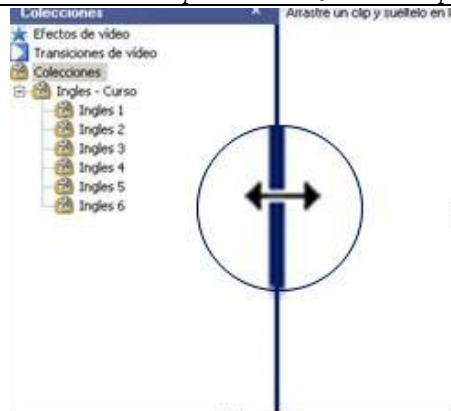 Colecciones × Arrastre un clip y suéltelo en l
Efectos de vídeo
Transiciones de vídeo
Colecciones
Ingles - Curso
Ingles 1
Ingles 2
Ingles 3
Ingles 4
Ingles 5
Ingles 6